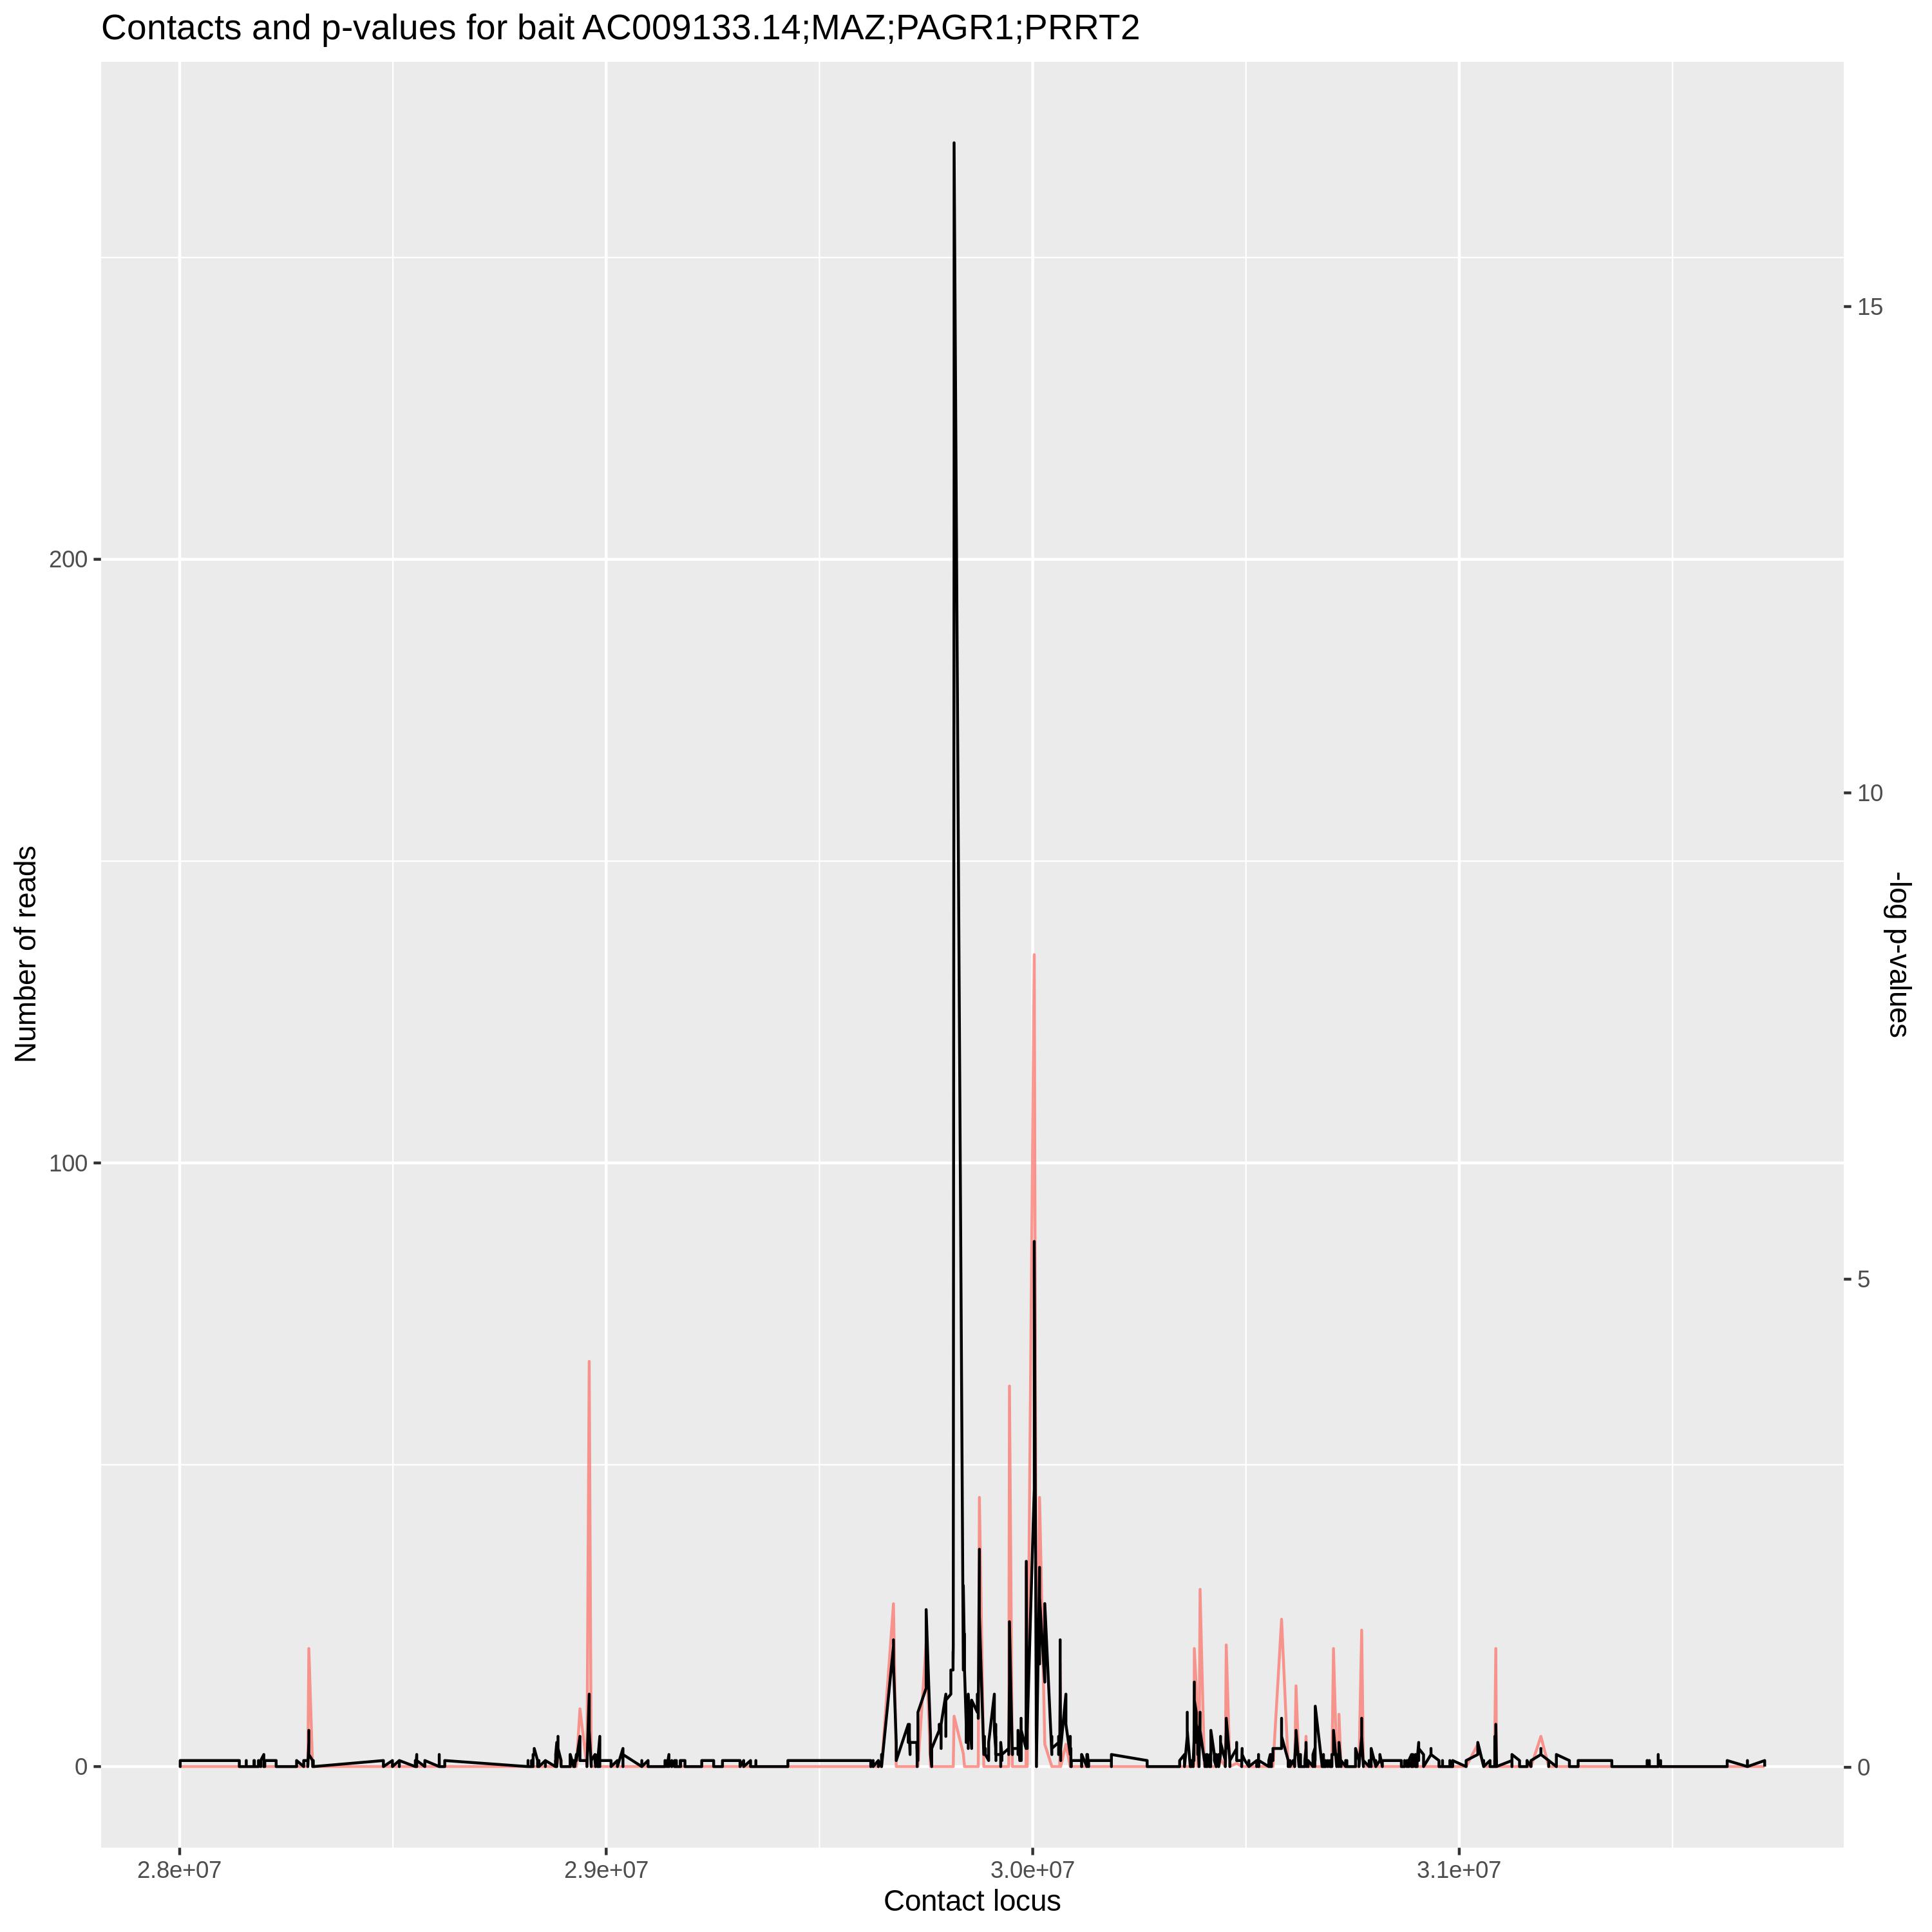 Contacts and p-values for bait AC009133.14;MAZ;PAGR1;PRRT2
Number of reads
200
100
0
15
10
5
0
-log p-values
2.8e+07
2.9e+07
3.0e+07
3.1e+07
Contact locus